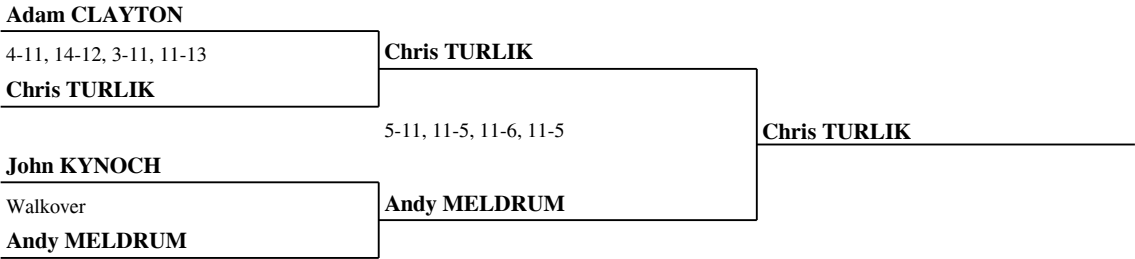 Adam CLAYTON
4-11, 14-12, 3-11, 11-13
Chris TURLIK
Chris TURLIK
5-11, 11-5, 11-6, 11-5
Chris TURLIK
John KYNOCH
Walkover
Andy MELDRUM
Andy MELDRUM